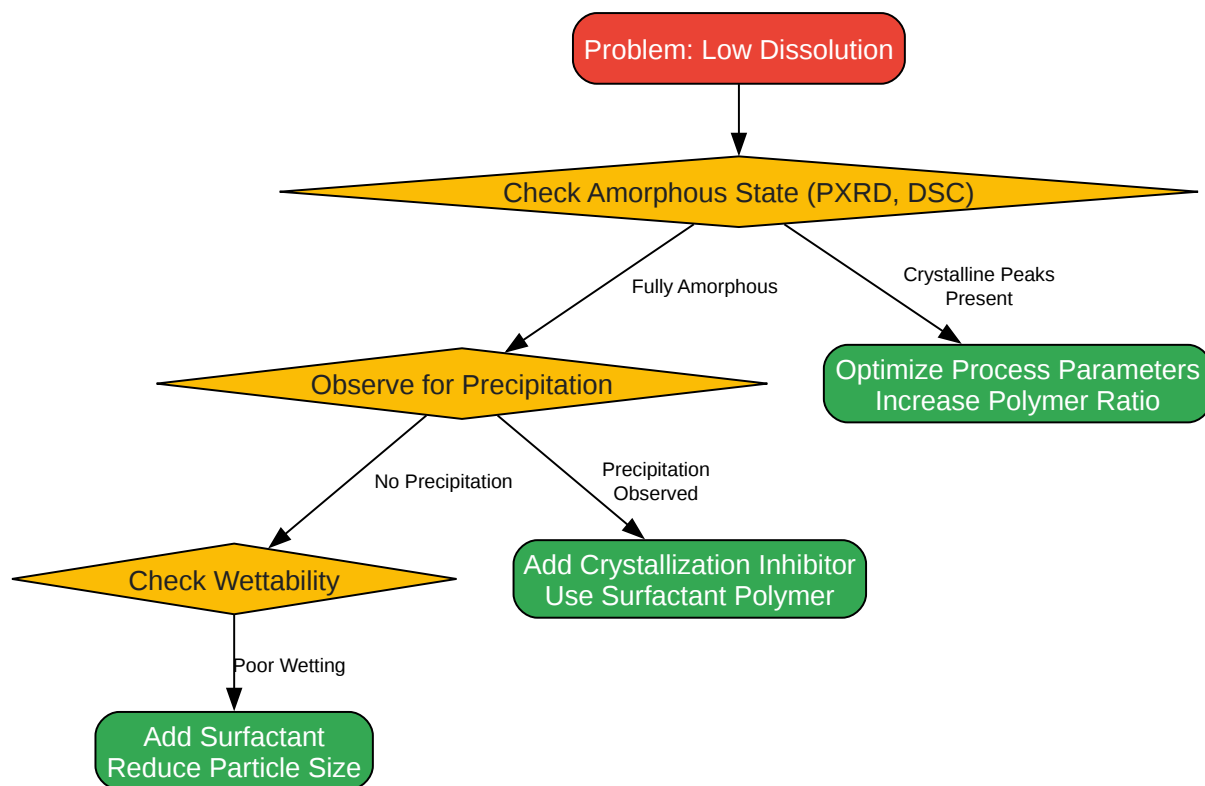 Problem: Low Dissolution
Check Amorphous State (PXRD, DSC)
Fully Amorphous
Crystalline Peaks
Present
Observe for Precipitation
Optimize Process Parameters
Increase Polymer Ratio
No Precipitation
Precipitation
Observed
Check Wettability
Add Crystallization Inhibitor
Use Surfactant Polymer
Poor Wetting
Add Surfactant
Reduce Particle Size